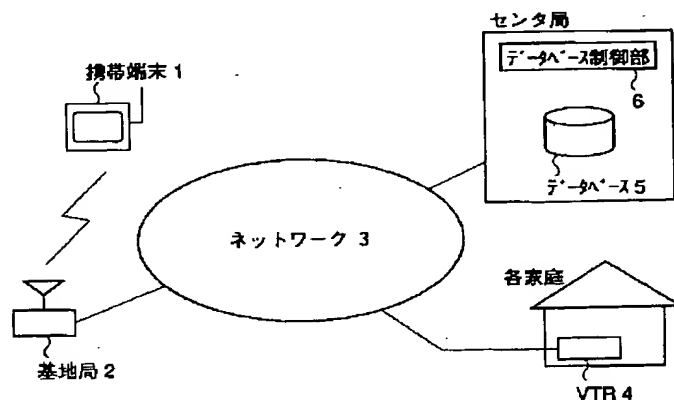 センタ局
データベース制御部
6
データベース5
携帯端末1
ネットワーク 3
基地局2
各家庭
VTR 4